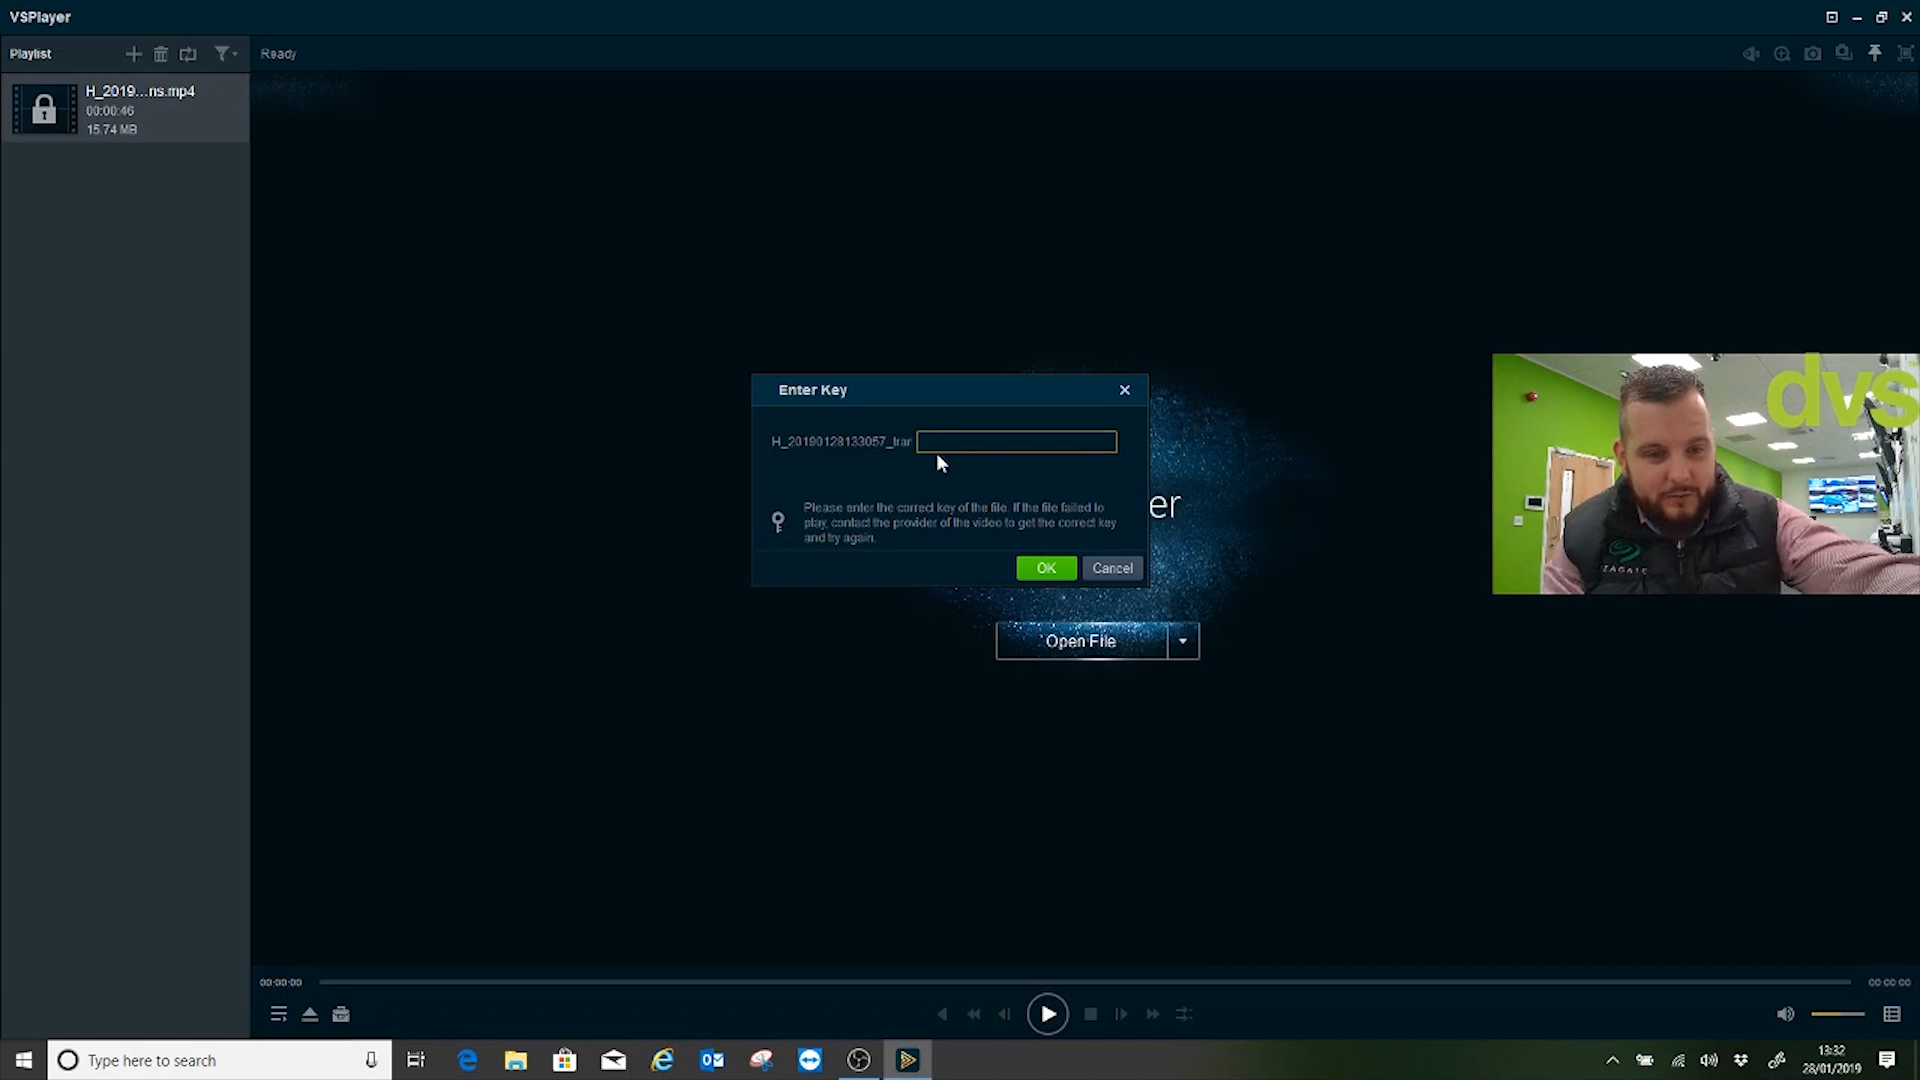 VSPlayer
Playlist
Ready
H_2019...ns.mp4
00:00:46
15.74 MB
Enter Key
H_20190128133057_tran
Please enter the correct key of the file. If the file failed to
play, contact the provider of the video to get the correct key
and try again.
OK
Cancel
er
Open File
dvs
SEAGATE
00:00:00
00:00:00
Type here to search
13:32
28/01/2019